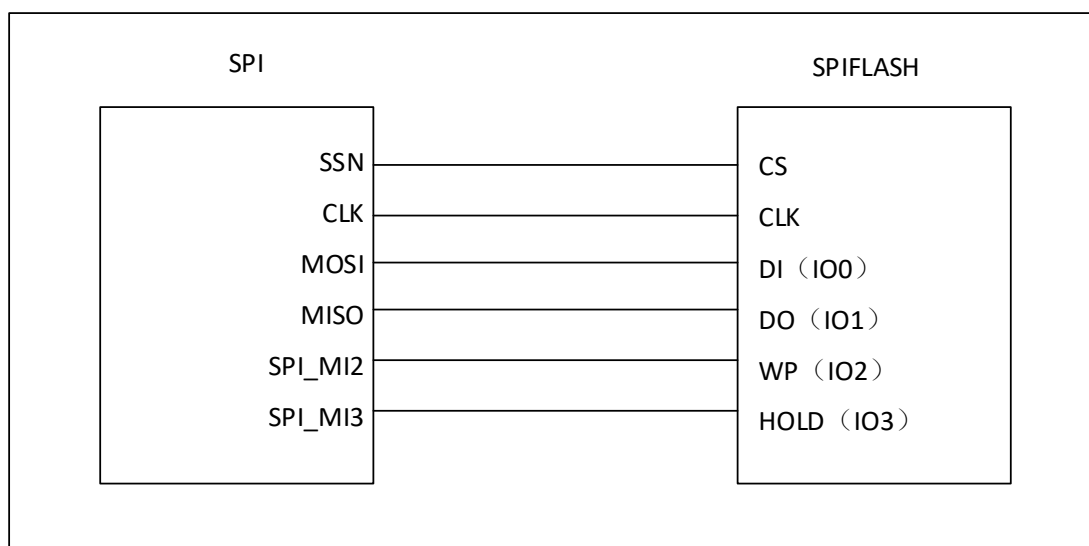 SPI
SPIFLASH
SSN
CS
CLK
CLK
MOSI
DI（IO0）
MISO
DO（IO1）
SPI_MI2
WP（IO2）
SPI_MI3
HOLD（IO3）